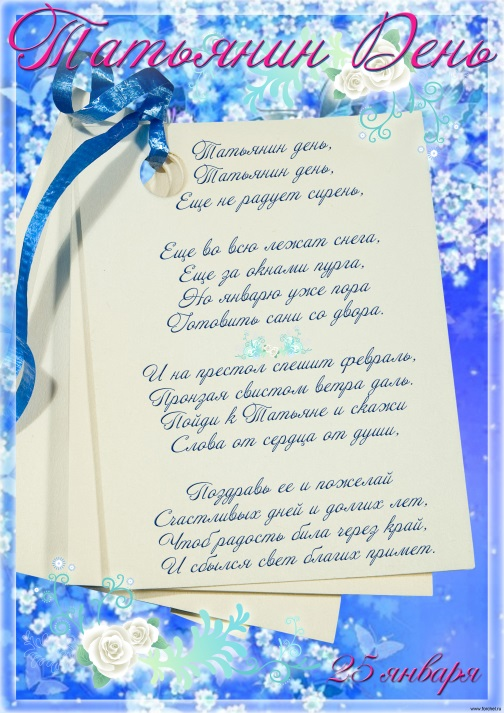 Татьянин День
Татьянин день,
Татьянин день,
Еще не радует сирень,
Еще во всю лежат снега,
Еще за окнами пурга,
Но январю уже пора
Готовить сани со двора.
И на престол спешит февраль,
Пронзая свистом ветра даль.
Пойди к Татьяне и скажи
Слова от сердца от души,
Поздравь ее и пожелай
Счастливых дней и долгих лет,
Чтоб радость била через край,
И сбылся свет благих примет.
25 января
www.forchel.ru